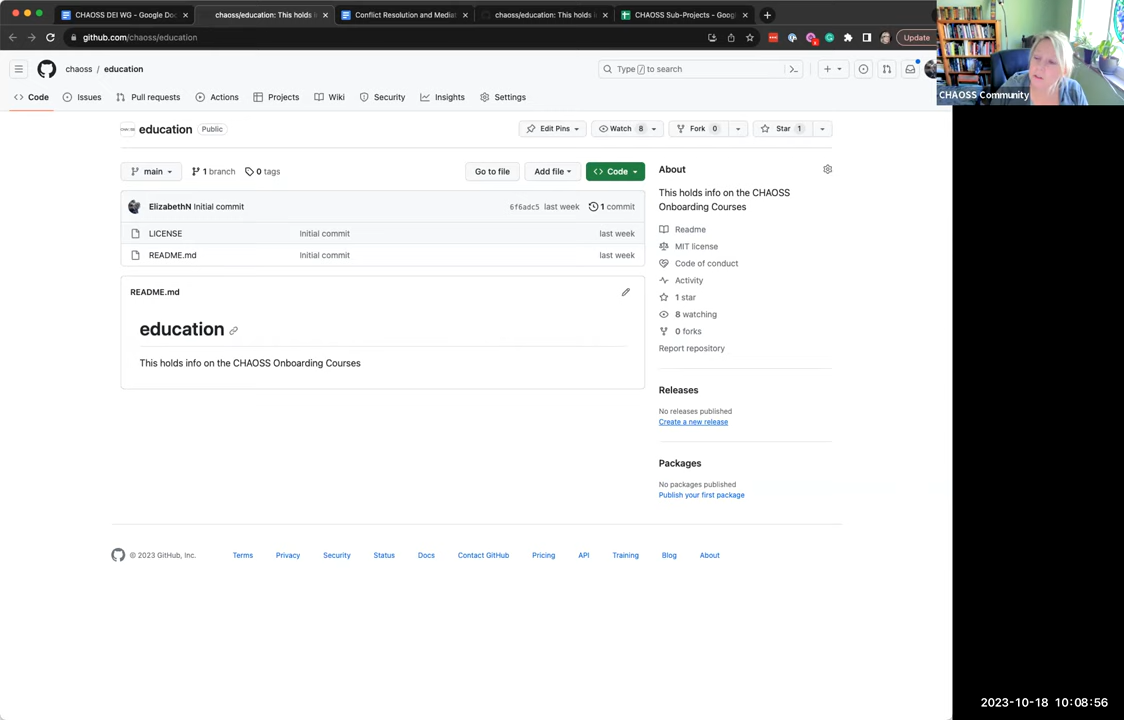 CHAOSS DEI WG - Google Doc
chaoss/education: This holds i
Conflict Resolution and Mediat
chaoss/education: This holds i
CHAOSS Sub-Projects - Google
github.com/chaoss/education
Update
chaoss / education
Type / to search
Code
Issues
Pull requests
Actions
Projects
Wiki
Security
Insights
Settings
CHAOSS Community
education Public
Edit Pins
Watch 8
Fork 0
Star 1
main
1 branch
0 tags
Go to file
Add file
Code
ElizabethN Initial commit 6f6adc5 last week 1 commit
LICENSE Initial commit last week
README.md Initial commit last week
README.md
education
This holds info on the CHAOSS Onboarding Courses
About
This holds info on the CHAOSS
Onboarding Courses
Readme
MIT license
Code of conduct
Activity
1 star
8 watching
0 forks
Report repository
Releases
No releases published
Create a new release
Packages
No packages published
Publish your first package
© 2023 GitHub, Inc. Terms Privacy Security Status Docs Contact GitHub Pricing API Training Blog About
2023-10-18 10:08:56